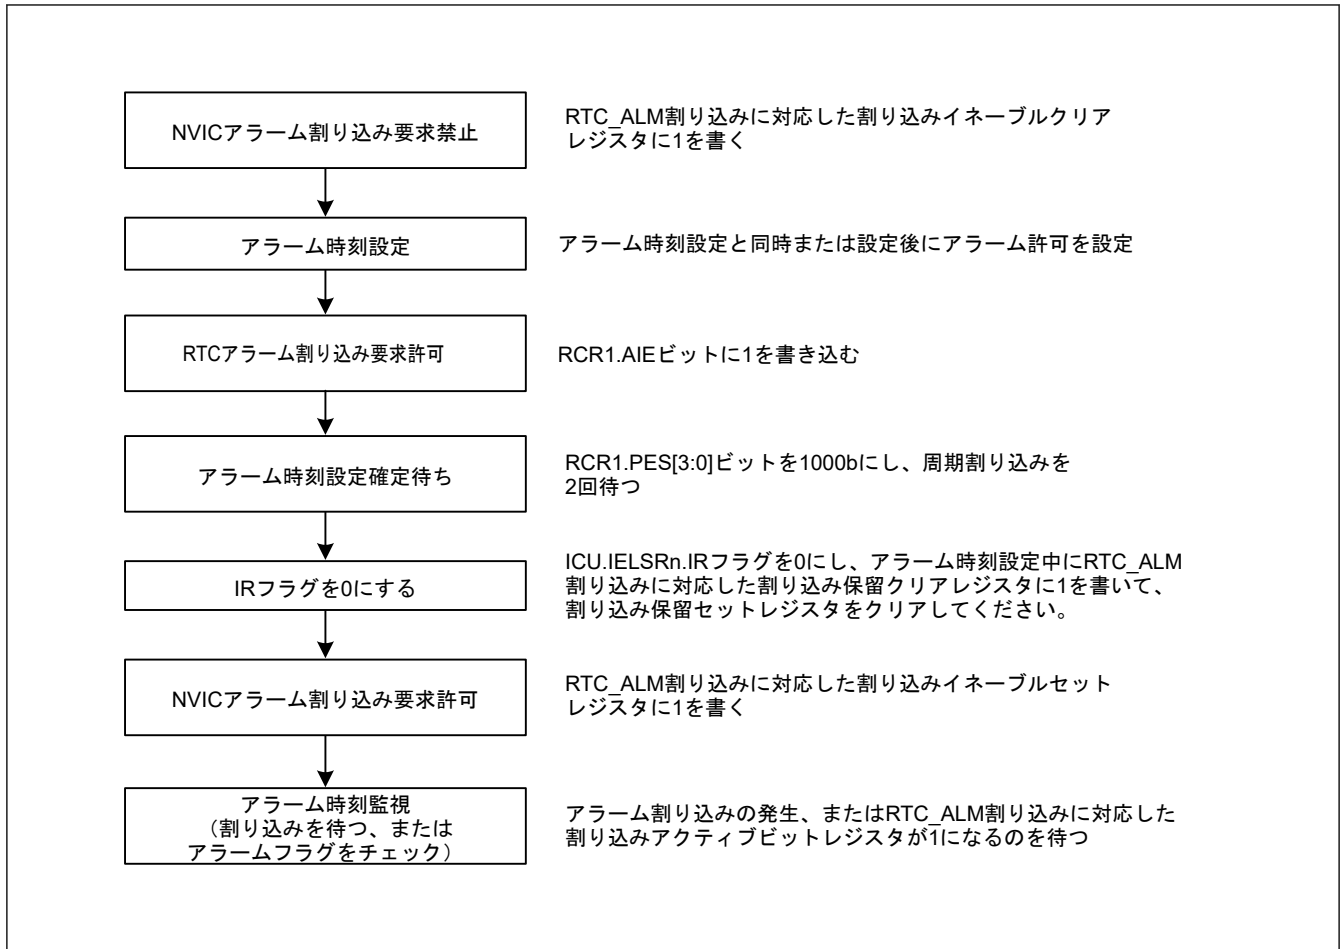 NVICアラーム割り込み要求禁止
RTC_ALM割り込みに対応した割り込みイネーブルクリア
レジスタに1を書く
アラーム時刻設定
アラーム時刻設定と同時または設定後にアラーム許可を設定
RTCアラーム割り込み要求許可
RCR1.AIEビットに1を書き込む
アラーム時刻設定確定待ち
RCR1.PES[3:0]ビットを1000bにし、周期割り込みを
2回待つ
IRフラグを0にする
ICU.IELSRn.IRフラグを0にし、アラーム時刻設定中にRTC_ALM
割り込みに対応した割り込み保留クリアレジスタに1を書いて、
割り込み保留セットレジスタをクリアしてください。
NVICアラーム割り込み要求許可
RTC_ALM割り込みに対応した割り込みイネーブルセット
レジスタに1を書く
アラーム時刻監視
（割り込みを待つ、または
アラームフラグをチェック）
アラーム割り込みの発生、またはRTC_ALM割り込みに対応した
割り込みアクティブビットレジスタが1になるのを待つ